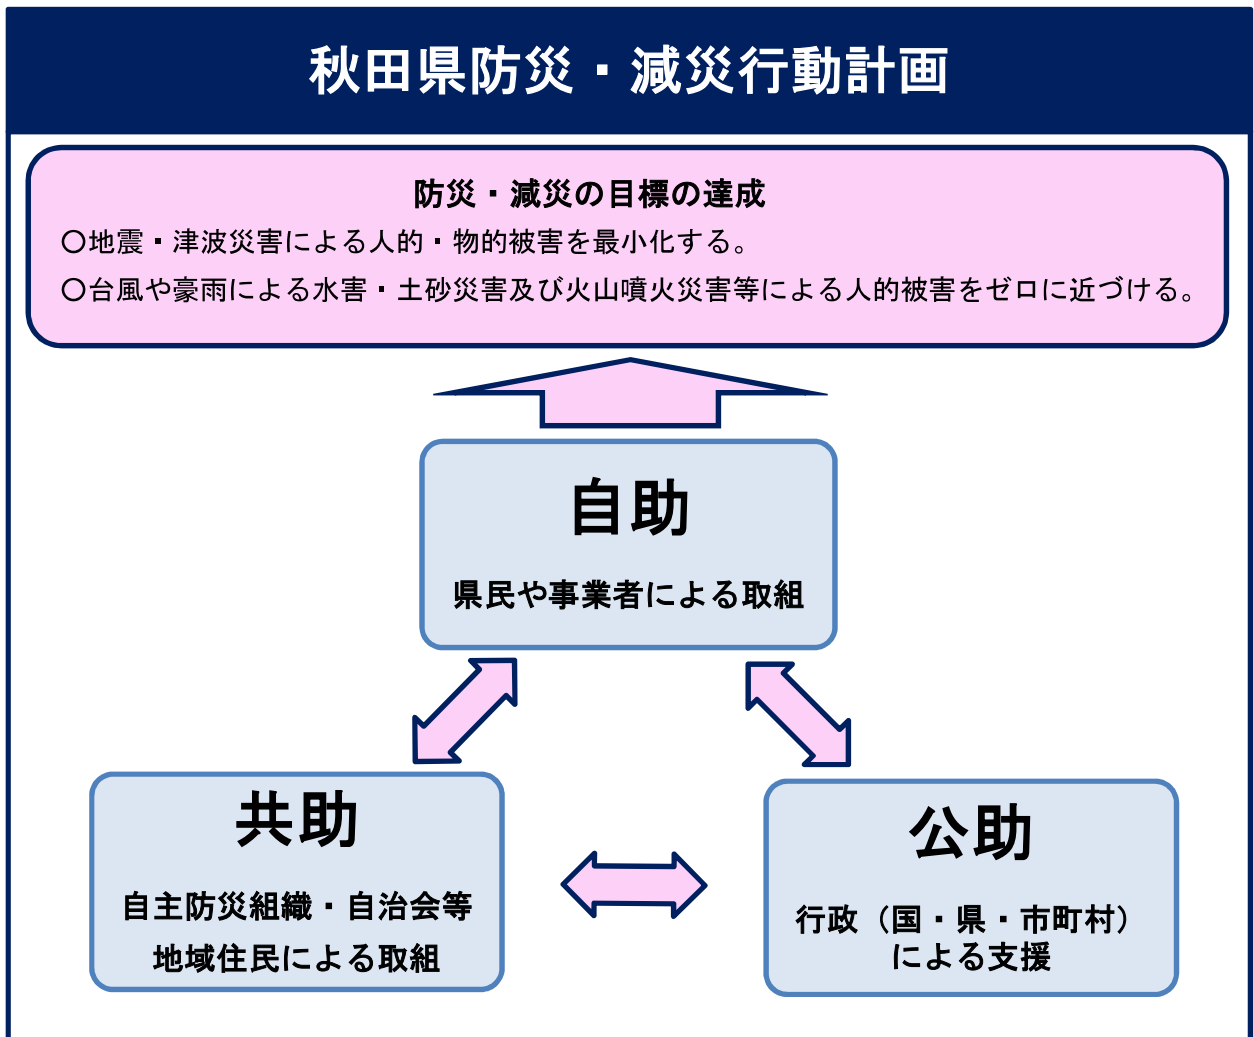 秋田県防災・減災行動計画
防災・減災の目標の達成
○地震・津波災害による人的・物的被害を最小化する。
○台風や豪雨による水害・土砂災害及び火山噴火災害等による人的被害をゼロに近づける。
自助
県民や事業者による取組
共助
自主防災組織・自治会等
地域住民による取組
公助
行政（国・県・市町村）
による支援